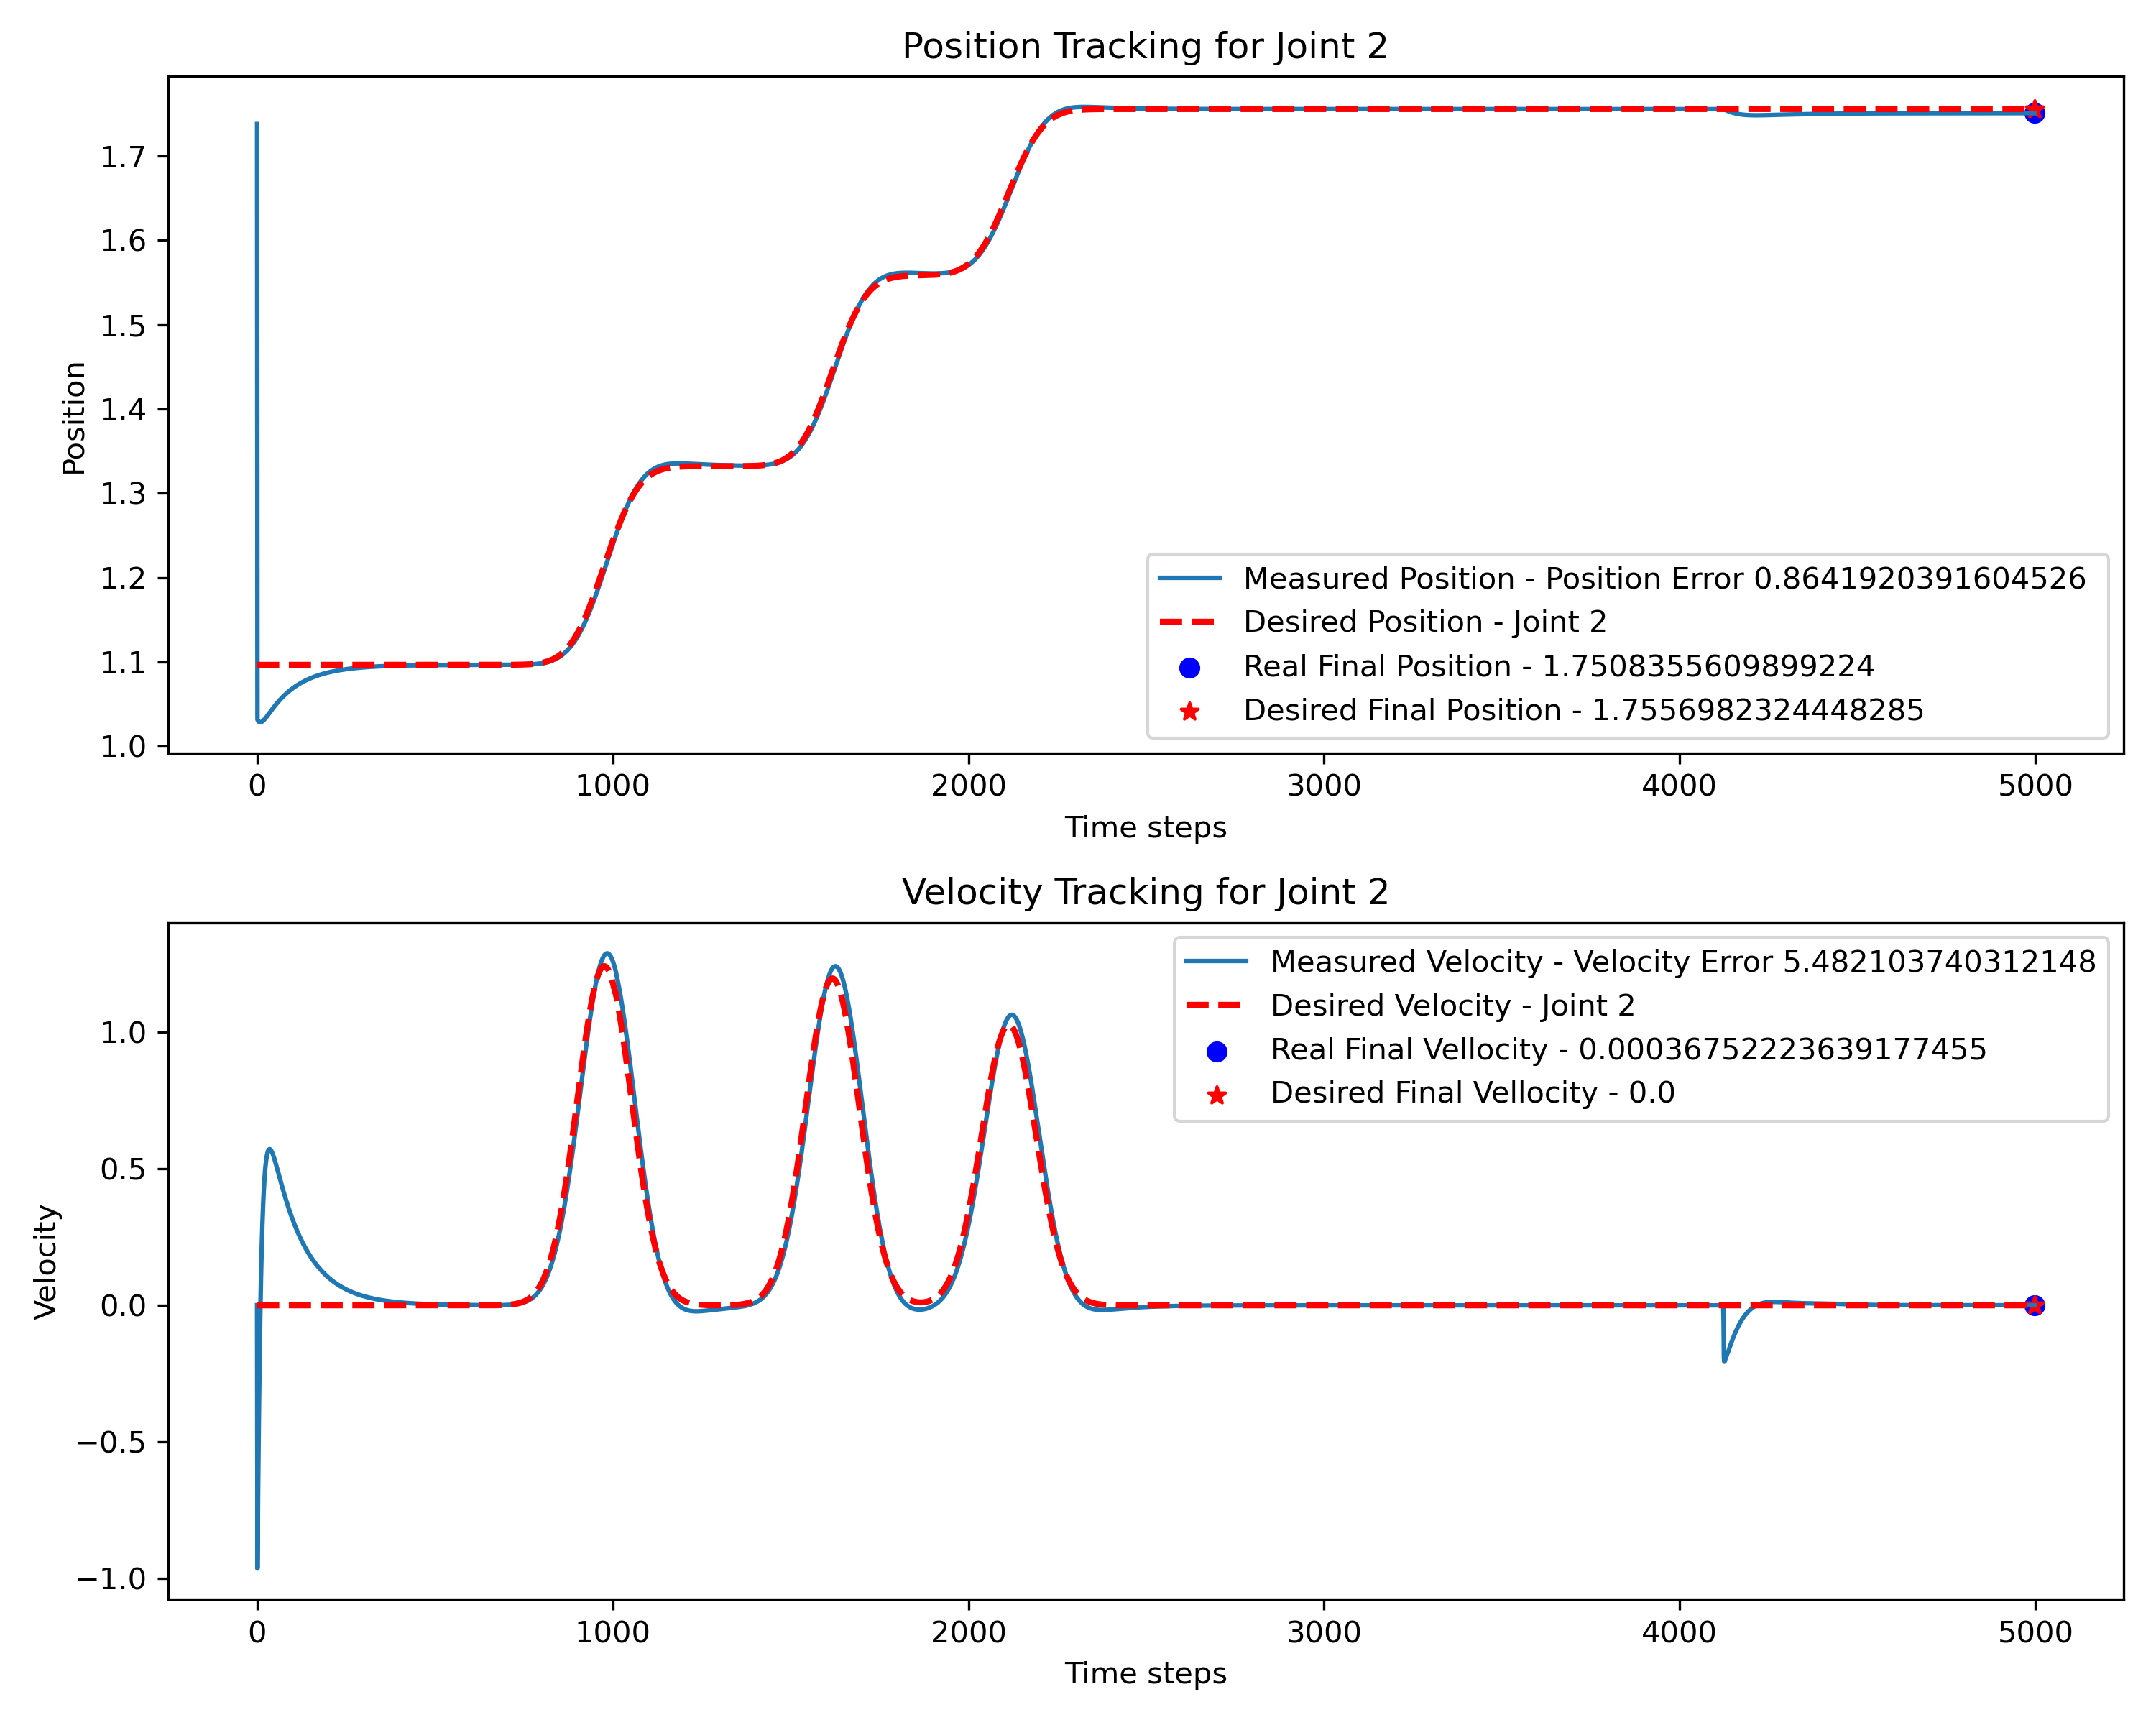 Position Tracking for Joint 2
Position
1.7
1.6
1.5
1.4
1.3
1.2
1.1
1.0
Measured Position - Position Error 0.8641920391604526
Desired Position - Joint 2
Real Final Position - 1.7508355609899224
Desired Final Position - 1.7556982324448285
0 1000 2000 3000 4000 5000
Time steps
Velocity Tracking for Joint 2
Velocity
1.0
0.5
0.0
−0.5
−1.0
Measured Velocity - Velocity Error 5.482103740312148
Desired Velocity - Joint 2
Real Final Vellocity - 0.00036752223639177455
Desired Final Vellocity - 0.0
0 1000 2000 3000 4000 5000
Time steps